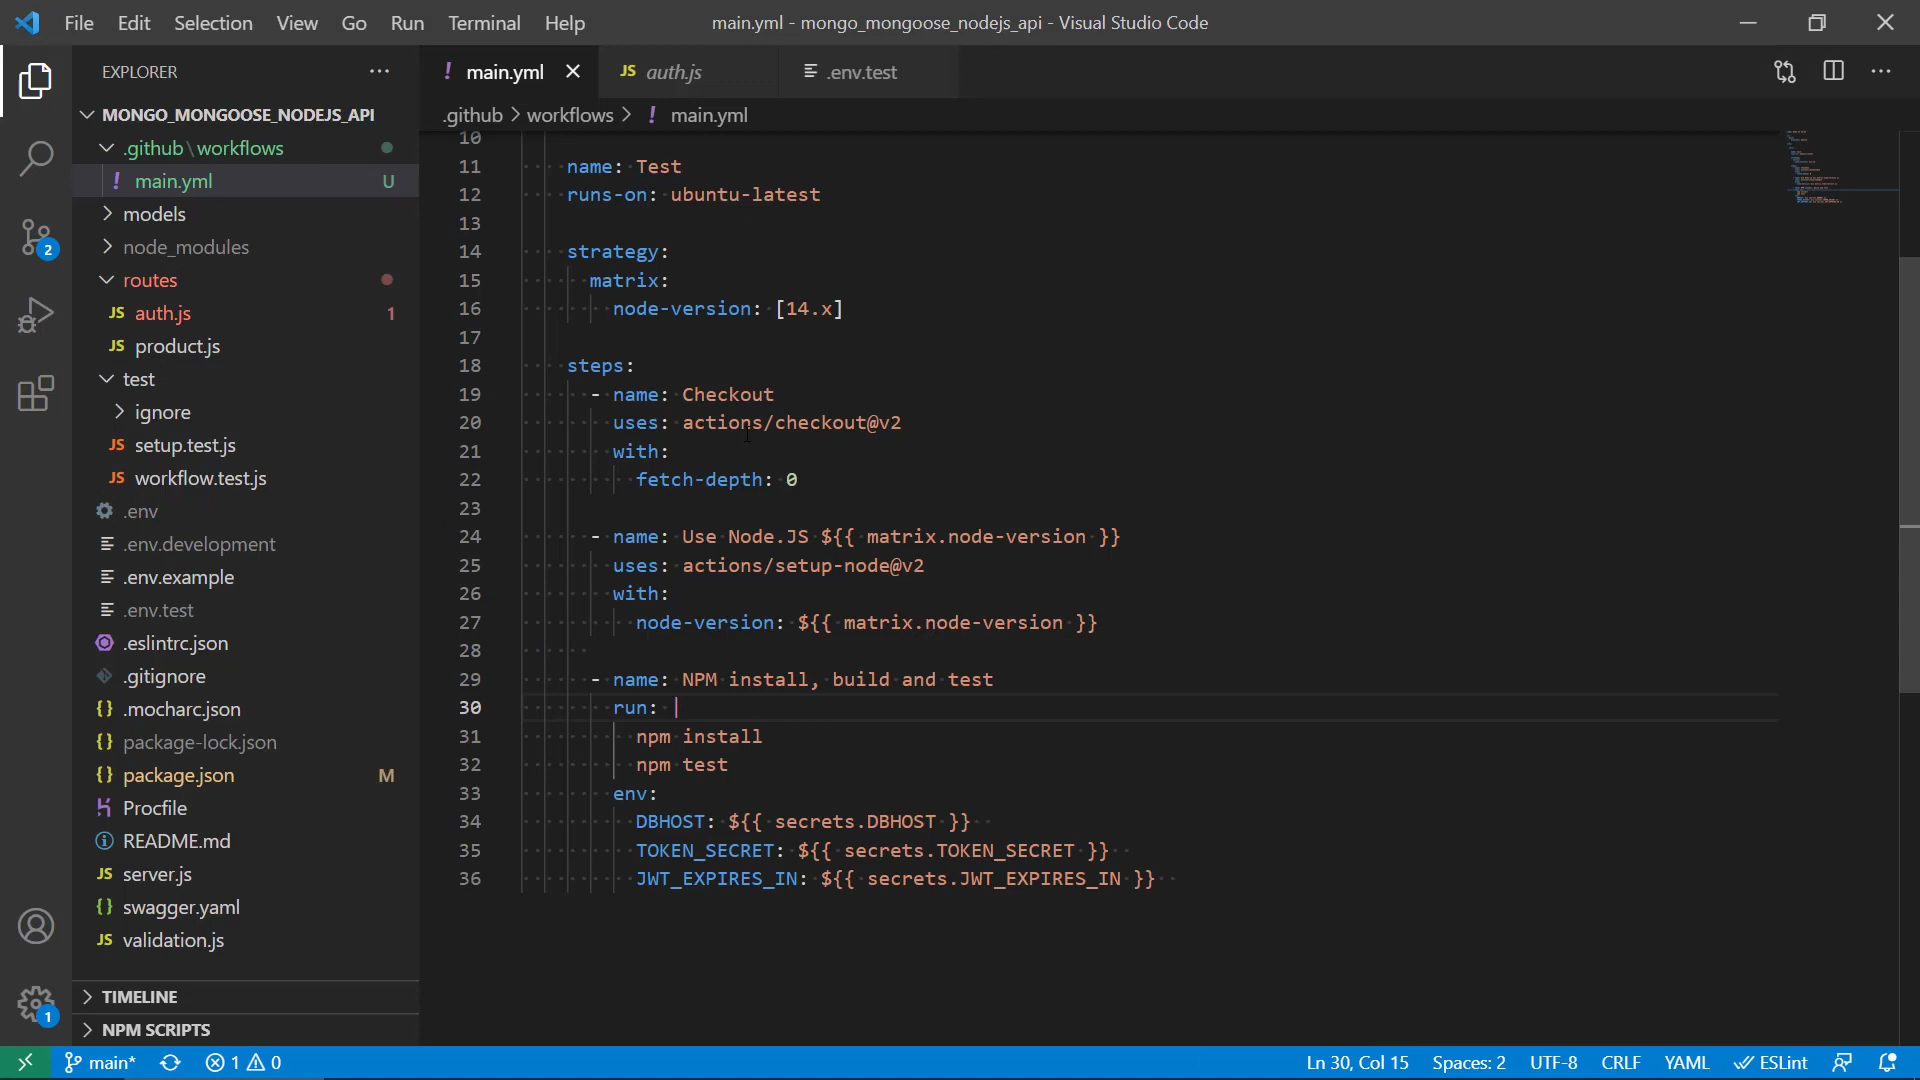 File Edit Selection View Go Run Terminal Help
main.yml - mongo_mongoose_nodejs_api - Visual Studio Code
EXPLORER
MONGO_MONGOOSE_NODEJS_API
.github\workflows
! main.yml U
models
node_modules
routes
JS auth.js 1
JS product.js
test
ignore
JS setup.test.js
JS workflow.test.js
.env
.env.development
.env.example
.env.test
.eslintrc.json
.gitignore
{} .mocharc.json
{} package-lock.json
{} package.json M
Procfile
README.md
JS server.js
{} swagger.yaml
JS validation.js
TIMELINE
NPM SCRIPTS
2
1
! main.yml
JS auth.js
.env.test
.github > workflows > ! main.yml
10
11 name: Test
12 runs-on: ubuntu-latest
13
14 strategy:
15 matrix:
16 node-version: [14.x]
17
18 steps:
19 - name: Checkout
20 uses: actions/checkout@v2
21 with:
22 fetch-depth: 0
23
24 - name: Use Node.JS ${{ matrix.node-version }}
25 uses: actions/setup-node@v2
26 with:
27 node-version: ${{ matrix.node-version }}
28
29 - name: NPM install, build and test
30 run: |
31 npm install
32 npm test
33 env:
34 DBHOST: ${{ secrets.DBHOST }}
35 TOKEN_SECRET: ${{ secrets.TOKEN_SECRET }}
36 JWT_EXPIRES_IN: ${{ secrets.JWT_EXPIRES_IN }}
main* 1 0
Ln 30, Col 15 Spaces: 2 UTF-8 CRLF YAML ESLint